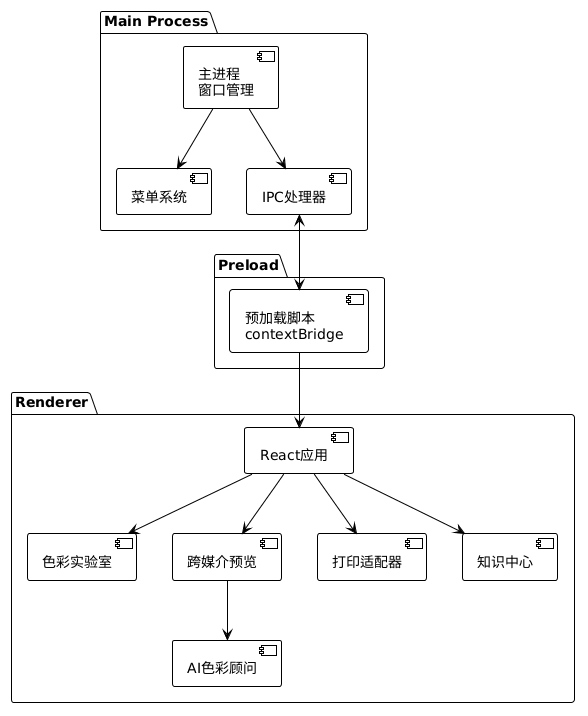 Main Process
主进程
窗口管理
菜单系统
IPC处理器
Preload
预加载脚本
contextBridge
Renderer
React应用
色彩实验室
跨媒介预览
打印适配器
知识中心
AI色彩顾问